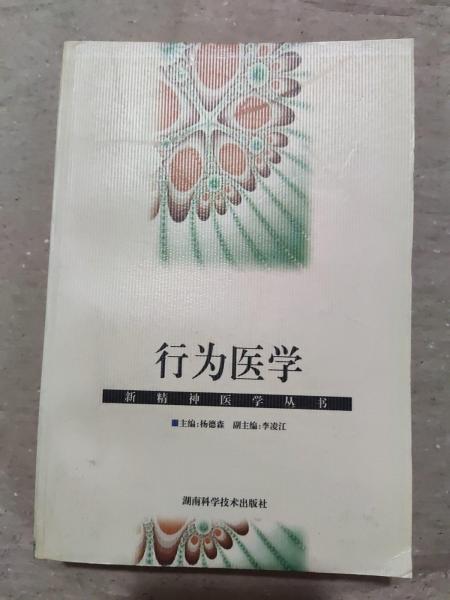 行为医学
新精神医学丛书
主编:杨德森 副主编:李凌江
湖南科学技术出版社